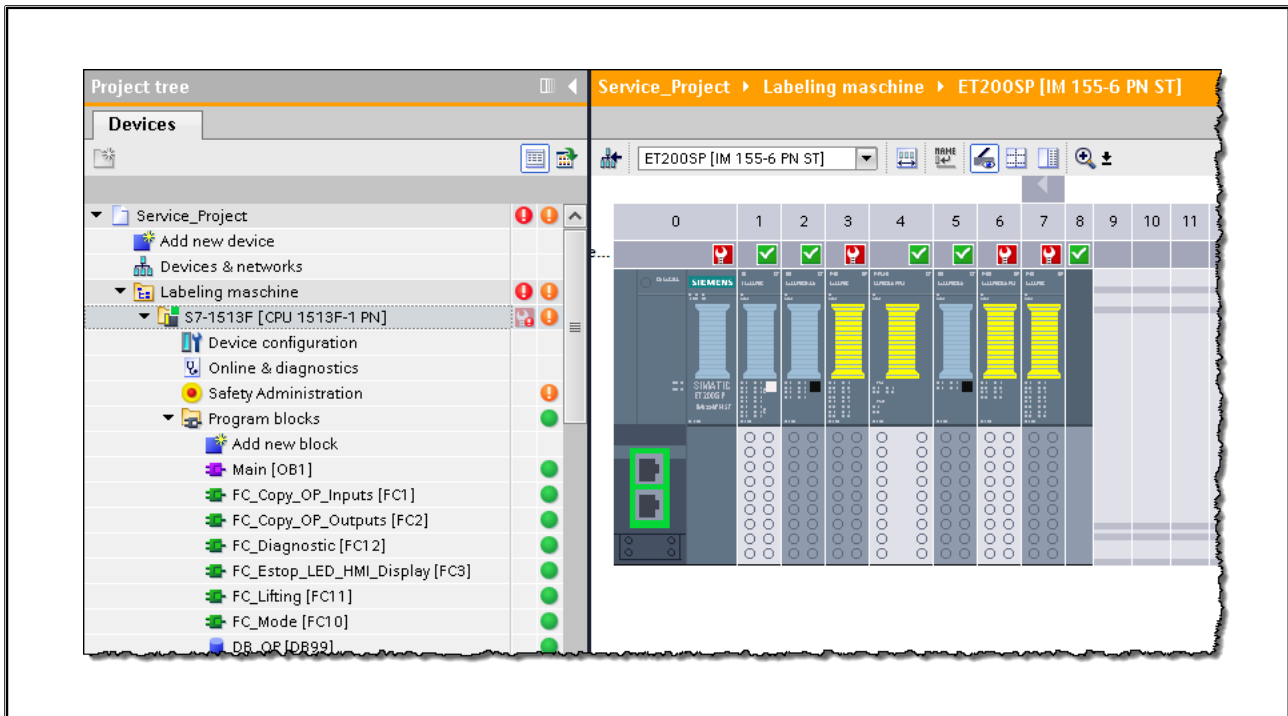 Project tree
Service_Project ▸ Labeling maschine ▸ ET200SP [IM 155-6 PN ST]
Devices
ET200SP [IM 155-6 PN ST]
NAME
0 1 2 3 4 5 6 7 8 9 10 11
Service_Project
Add new device
Devices & networks
Labeling maschine
S7-1513F [CPU 1513F-1 PN]
Device configuration
Online & diagnostics
Safety Administration
Program blocks
Add new block
Main [OB1]
FC_Copy_OP_Inputs [FC1]
FC_Copy_OP_Outputs [FC2]
FC_Diagnostic [FC12]
FC_Estop_LED_HMI_Display [FC3]
FC_Lifting [FC11]
FC_Mode [FC10]
DB_OP [DB99]
SIEMENS
SIMATIC
ET200SP